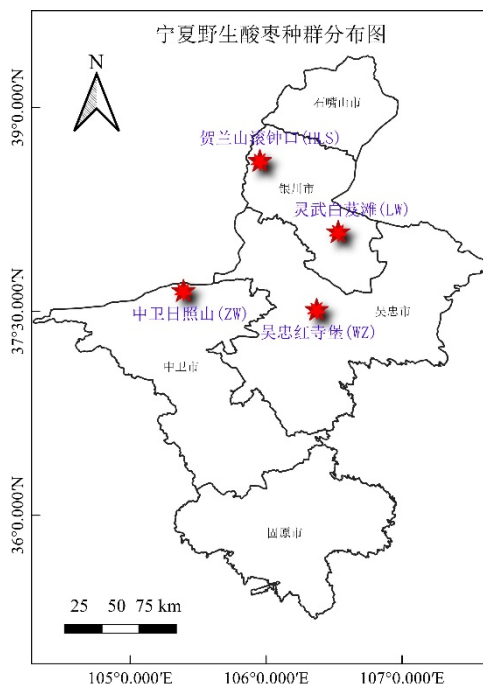 宁夏野生酸枣种群分布图
N
石嘴山市
39°0.000'N
贺兰山滚钟口(HLS)
银川市
灵武白芨滩(LW)
中卫日照山(ZW)
吴忠市
37°30.000'N
吴忠红寺堡(WZ)
中卫市
36°0.000'N
固原市
25 50 75 km
105°0.000'E 106°0.000'E 107°0.000'E